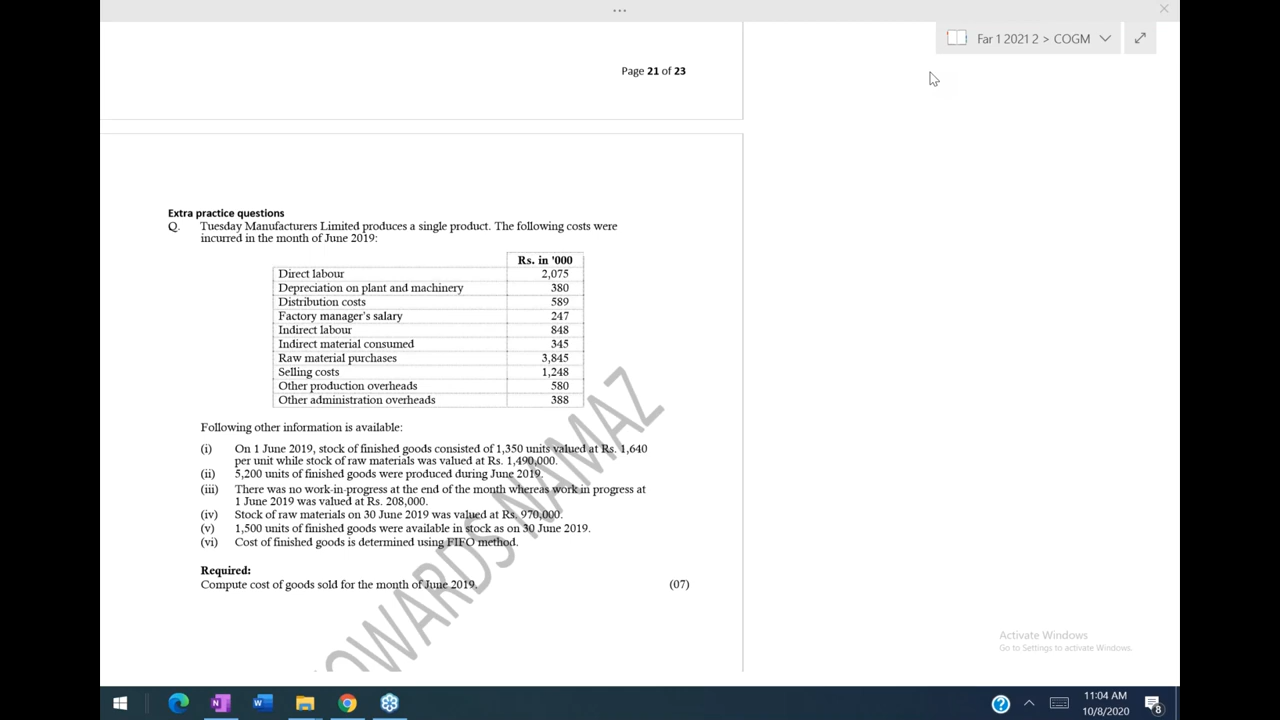 ...
Far 1 2021 2 > COGM
Page 21 of 23
Extra practice questions
Q. Tuesday Manufacturers Limited produces a single product. The following costs were
incurred in the month of June 2019:
Rs. in '000
Direct labour 2,075
Depreciation on plant and machinery 380
Distribution costs 589
Factory manager's salary 247
Indirect labour 848
Indirect material consumed 345
Raw material purchases 3,845
Selling costs 1,248
Other production overheads 580
Other administration overheads 388
Following other information is available:
(i) On 1 June 2019, stock of finished goods consisted of 1,350 units valued at Rs. 1,640
per unit while stock of raw materials was valued at Rs. 1,490,000.
(ii) 5,200 units of finished goods were produced during June 2019.
(iii) There was no work-in-progress at the end of the month whereas work in progress at
1 June 2019 was valued at Rs. 208,000.
(iv) Stock of raw materials on 30 June 2019 was valued at Rs. 970,000.
(v) 1,500 units of finished goods were available in stock as on 30 June 2019.
(vi) Cost of finished goods is determined using FIFO method.
Required:
Compute cost of goods sold for the month of June 2019. (07)
OWARDS NAMAZ
Activate Windows
Go to Settings to activate Windows.
11:04 AM
10/8/2020
8